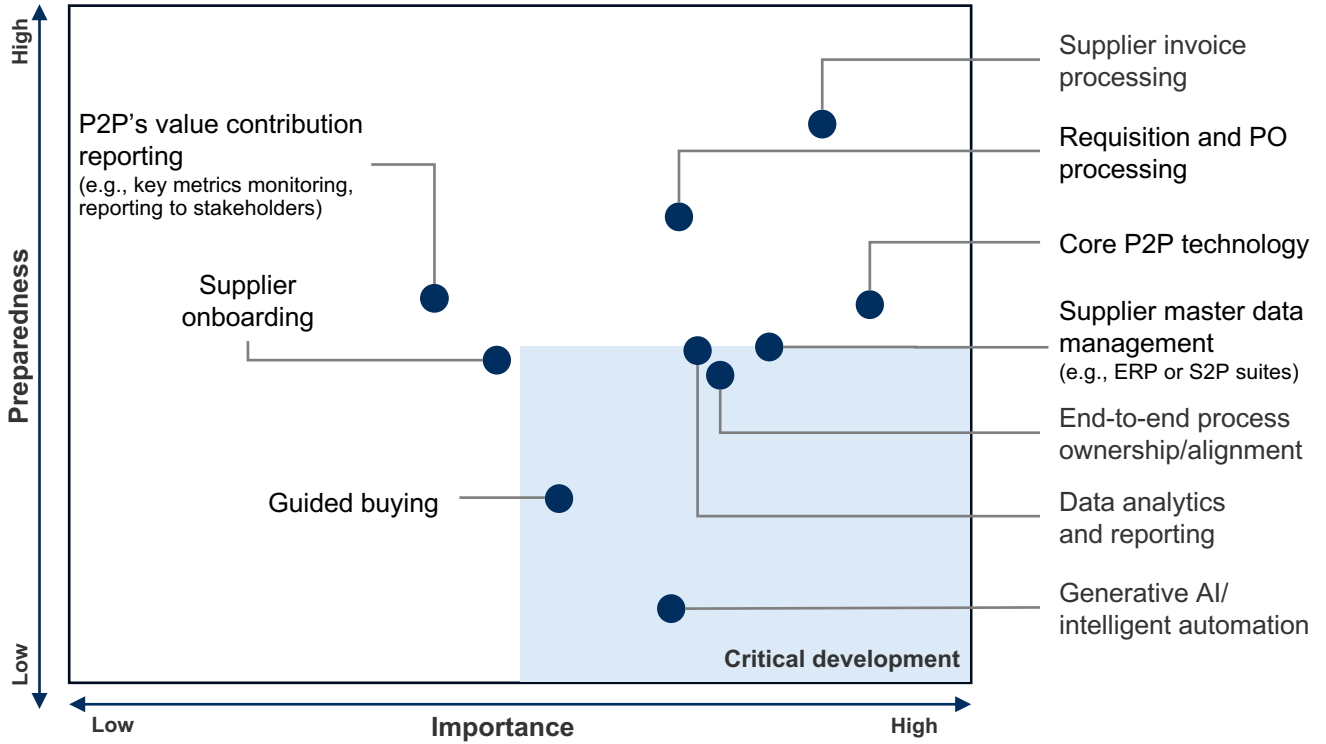 High
Preparedness
Low
P2P's value contribution
reporting
(e.g., key metrics monitoring,
reporting to stakeholders)
Supplier
onboarding
Guided buying
Supplier invoice
processing
Requisition and PO
processing
Core P2P technology
Supplier master data
management
(e.g., ERP or S2P suites)
End-to-end process
ownership/alignment
Data analytics
and reporting
Generative AI/
intelligent automation
Critical development
Low
Importance
High